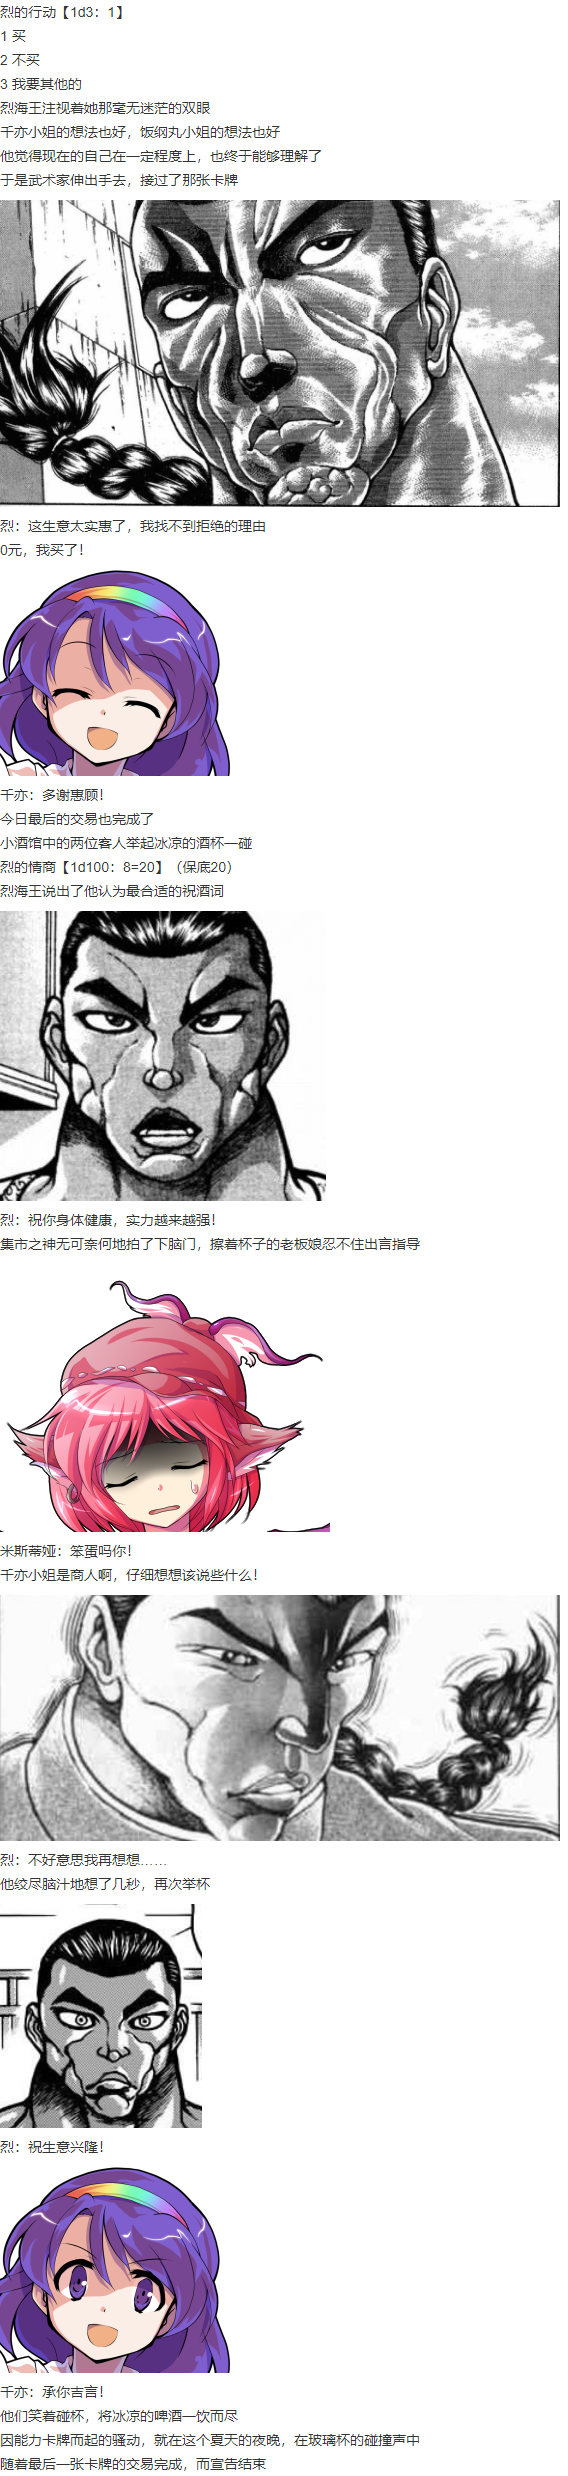 烈的行动【1d3：1】
1 买
2 不买
3 我要其他的
烈海王注视着她那毫无迷茫的双眼
千亦小姐的想法也好，饭纲丸小姐的想法也好
他觉得现在的自己在一定程度上，也终于能够理解了
于是武术家伸出手去，接过了那张卡牌
烈：这生意太实惠了，我找不到拒绝的理由
0元，我买了！
千亦：多谢惠顾！
今日最后的交易也完成了
小酒馆中的两位客人举起冰凉的酒杯一碰
烈的情商【1d100：8=20】（保底20）
烈海王说出了他认为最合适的祝酒词
烈：祝你身体健康，实力越来越强！
集市之神无可奈何地拍了下脑门，擦着杯子的老板娘忍不住出言指导
米斯蒂娅：笨蛋吗你！
千亦小姐是商人啊，仔细想想该说些什么！
烈：不好意思我再想想……
他绞尽脑汁地想了几秒，再次举杯
烈：祝生意兴隆！
千亦：承你吉言！
他们笑着碰杯，将冰凉的啤酒一饮而尽
因能力卡牌而起的骚动，就在这个夏天的夜晚，在玻璃杯的碰撞声中
随着最后一张卡牌的交易完成，而宣告结束